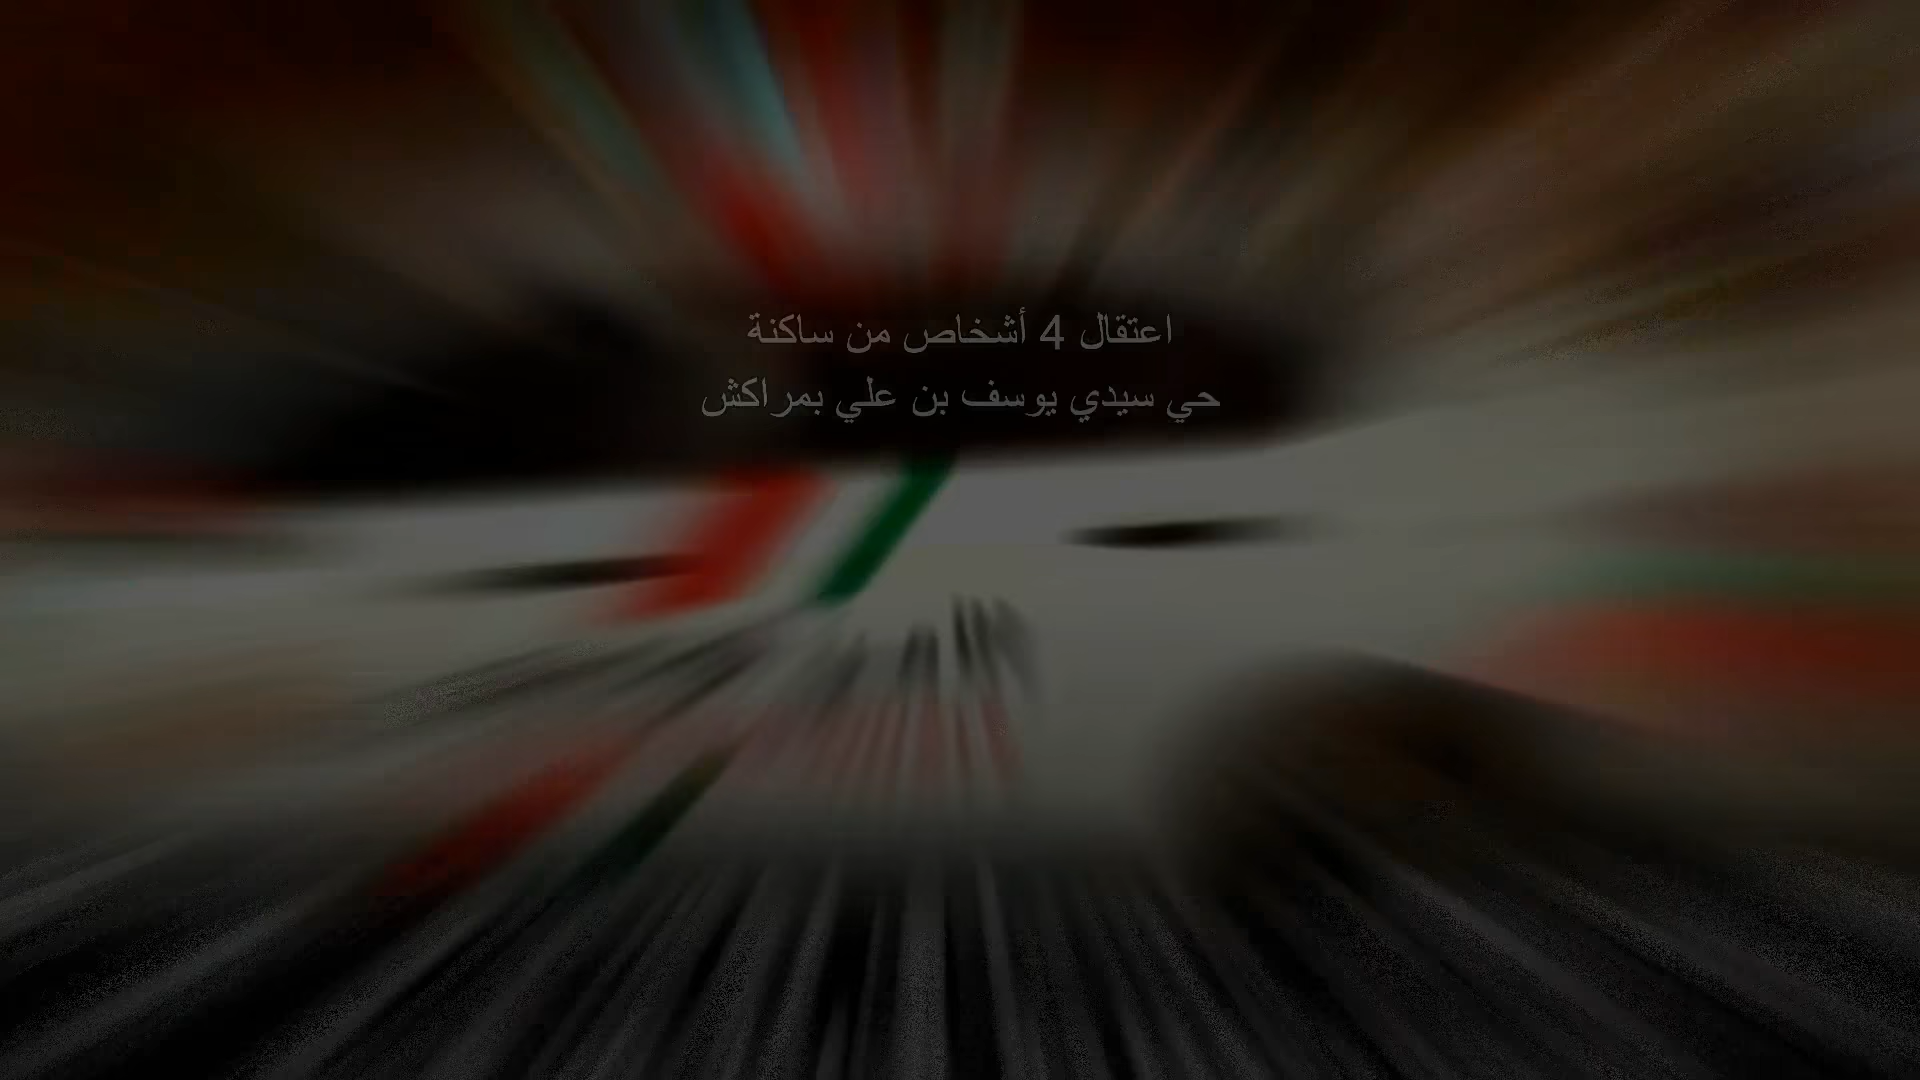 اعتقال 4 أشخاص من ساكنة
حي سيدي يوسف بن علي بمراكش